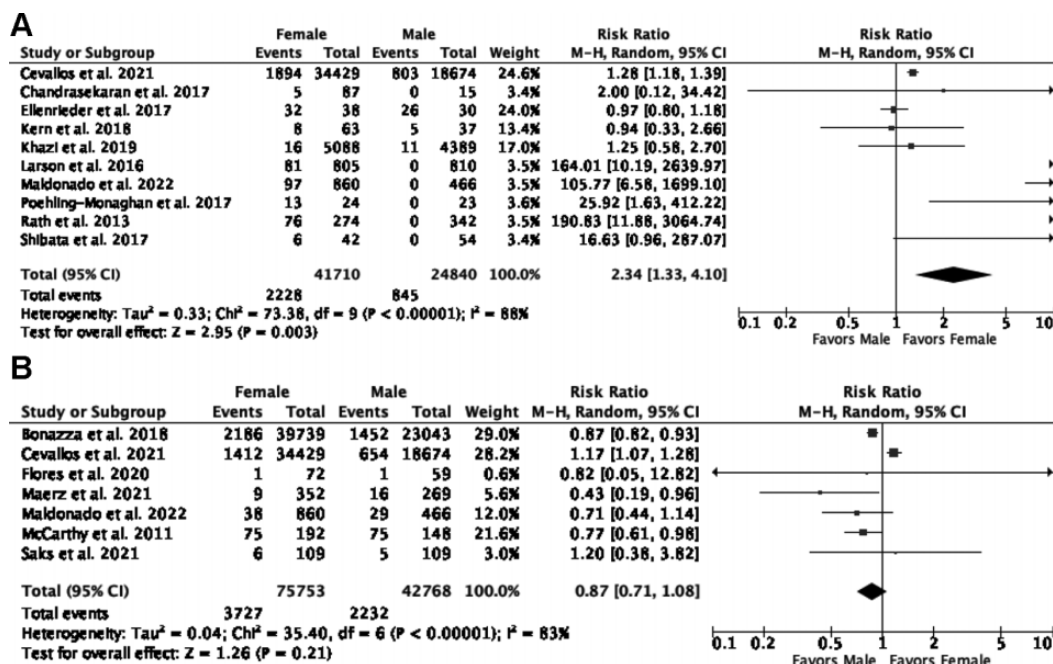 A
Female Male Risk Ratio Risk Ratio
Study or Subgroup Events Total Events Total Weight M-H, Random, 95% CI M-H, Random, 95% CI
Cevallos et al. 2021 1894 34429 803 18674 24.6% 1.28 [1.18, 1.39]
Chandrasekaran et al. 2017 5 87 0 15 3.4% 2.00 [0.12, 34.42]
Ellenrieder et al. 2017 32 38 26 30 24.0% 0.97 [0.80, 1.18]
Kern et al. 2018 8 63 5 37 13.4% 0.94 [0.33, 2.66]
Khazi et al. 2019 16 5088 11 4389 17.0% 1.25 [0.58, 2.70]
Larson et al. 2016 81 805 0 810 3.5% 164.01 [10.19, 2639.97]
Maldonado et al. 2022 97 860 0 466 3.5% 105.77 [6.58, 1699.10]
Poehling-Monaghan et al. 2017 13 24 0 23 3.6% 25.92 [1.63, 412.22]
Rath et al. 2013 76 274 0 342 3.5% 190.83 [11.88, 3064.74]
Shibata et al. 2017 6 42 0 54 3.4% 16.63 [0.96, 287.07]
Total (95% CI) 41710 24840 100.0% 2.34 [1.33, 4.10]
Total events 2228 845
Heterogeneity: Tau² = 0.33; Chi² = 73.38, df = 9 (P < 0.00001); I² = 88%
Test for overall effect: Z = 2.95 (P = 0.003)
0.1 0.2 0.5 1 2 5 10
Favors Male Favors Female
B
Female Male Risk Ratio Risk Ratio
Study or Subgroup Events Total Events Total Weight M-H, Random, 95% CI M-H, Random, 95% CI
Bonazza et al. 2018 2186 39739 1452 23043 29.0% 0.87 [0.82, 0.93]
Cevallos et al. 2021 1412 34429 654 18674 28.2% 1.17 [1.07, 1.28]
Flores et al. 2020 1 72 1 59 0.6% 0.82 [0.05, 12.82]
Maerz et al. 2021 9 352 16 269 5.6% 0.43 [0.19, 0.96]
Maldonado et al. 2022 38 860 29 466 12.0% 0.71 [0.44, 1.14]
McCarthy et al. 2011 75 192 75 148 21.6% 0.77 [0.61, 0.98]
Saks et al. 2021 6 109 5 109 3.0% 1.20 [0.38, 3.82]
Total (95% CI) 75753 42768 100.0% 0.87 [0.71, 1.08]
Total events 3727 2232
Heterogeneity: Tau² = 0.04; Chi² = 35.40, df = 6 (P < 0.00001); I² = 83%
Test for overall effect: Z = 1.26 (P = 0.21)
0.1 0.2 0.5 1 2 5 10
Favors Male Favors Female